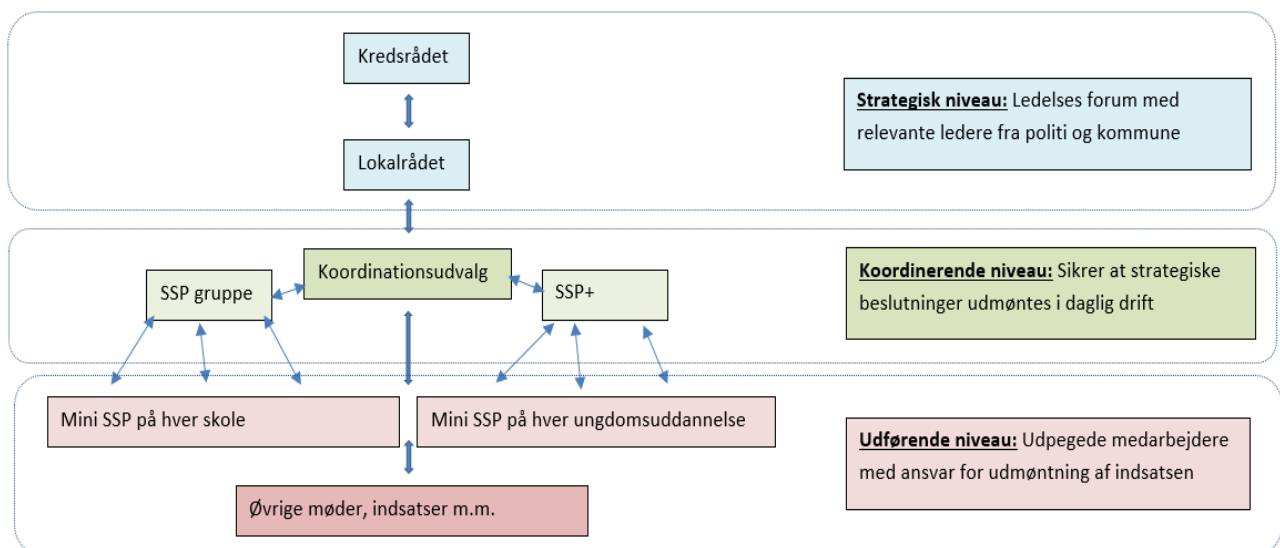 Kredsrådet
Strategisk niveau: Ledelses forum med
relevante ledere fra politi og kommune
Lokalrådet
Koordinationsudvalg
SSP gruppe
SSP+
Koordinerende niveau: Sikrer at strategiske
beslutninger udmøntes i daglig drift
Mini SSP på hver skole
Mini SSP på hver ungdomsuddannelse
Udførende niveau: Udpegede medarbejdere
med ansvar for udmøntning af indsatsen
Øvrige møder, indsatser m.m.